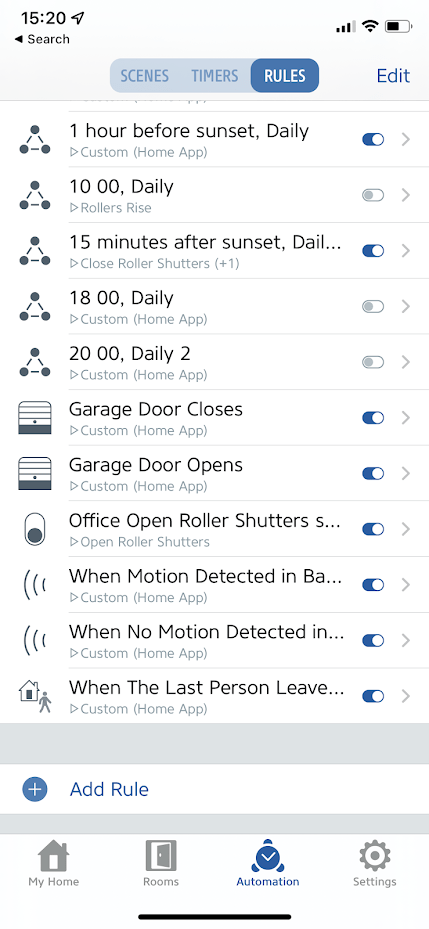 15:20
◀ Search
SCENES TIMERS RULES Edit
1 hour before sunset, Daily
▷Custom (Home App)
10 00, Daily
▷Rollers Rise
15 minutes after sunset, Dail...
▷Close Roller Shutters (+1)
18 00, Daily
▷Custom (Home App)
20 00, Daily 2
▷Custom (Home App)
Garage Door Closes
▷Custom (Home App)
Garage Door Opens
▷Custom (Home App)
Office Open Roller Shutters s...
▷Open Roller Shutters
When Motion Detected in Ba...
▷Custom (Home App)
When No Motion Detected in...
▷Custom (Home App)
When The Last Person Leave...
▷Custom (Home App)
Add Rule
My Home Rooms Automation Settings